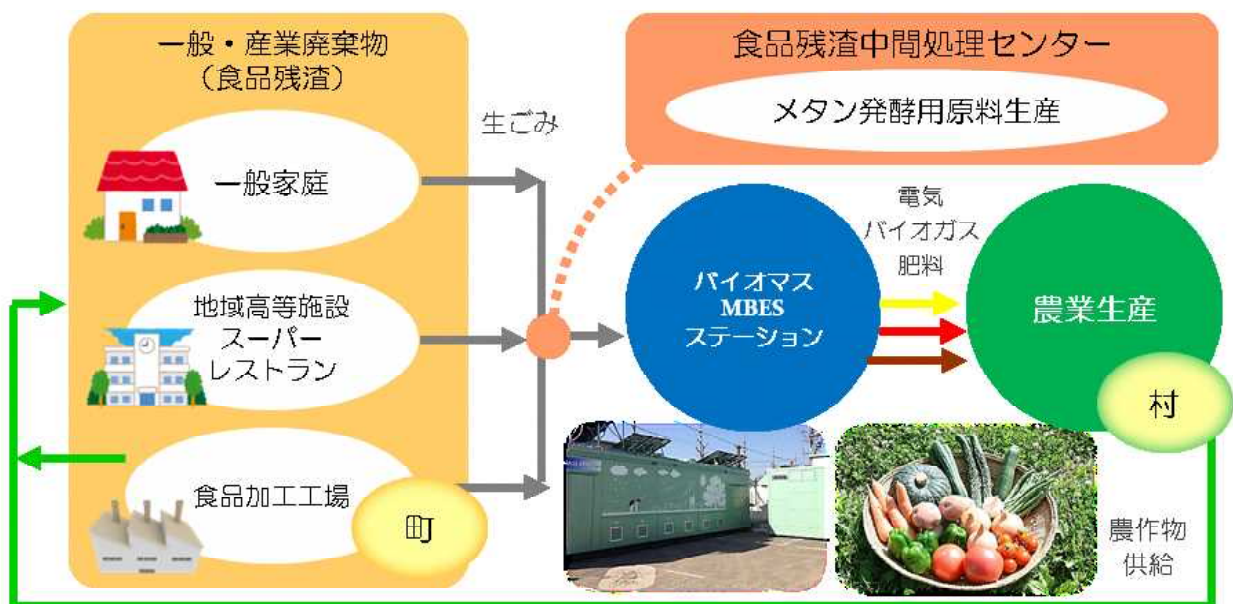 一般・産業廃棄物
（食品残渣）
一般家庭
地域高等施設
スーパー
レストラン
食品加工工場
町
生ごみ
食品残渣中間処理センター
メタン発酵用原料生産
バイオマス
MBES
ステーション
電気
バイオガス
肥料
農業生産
村
農作物
供給